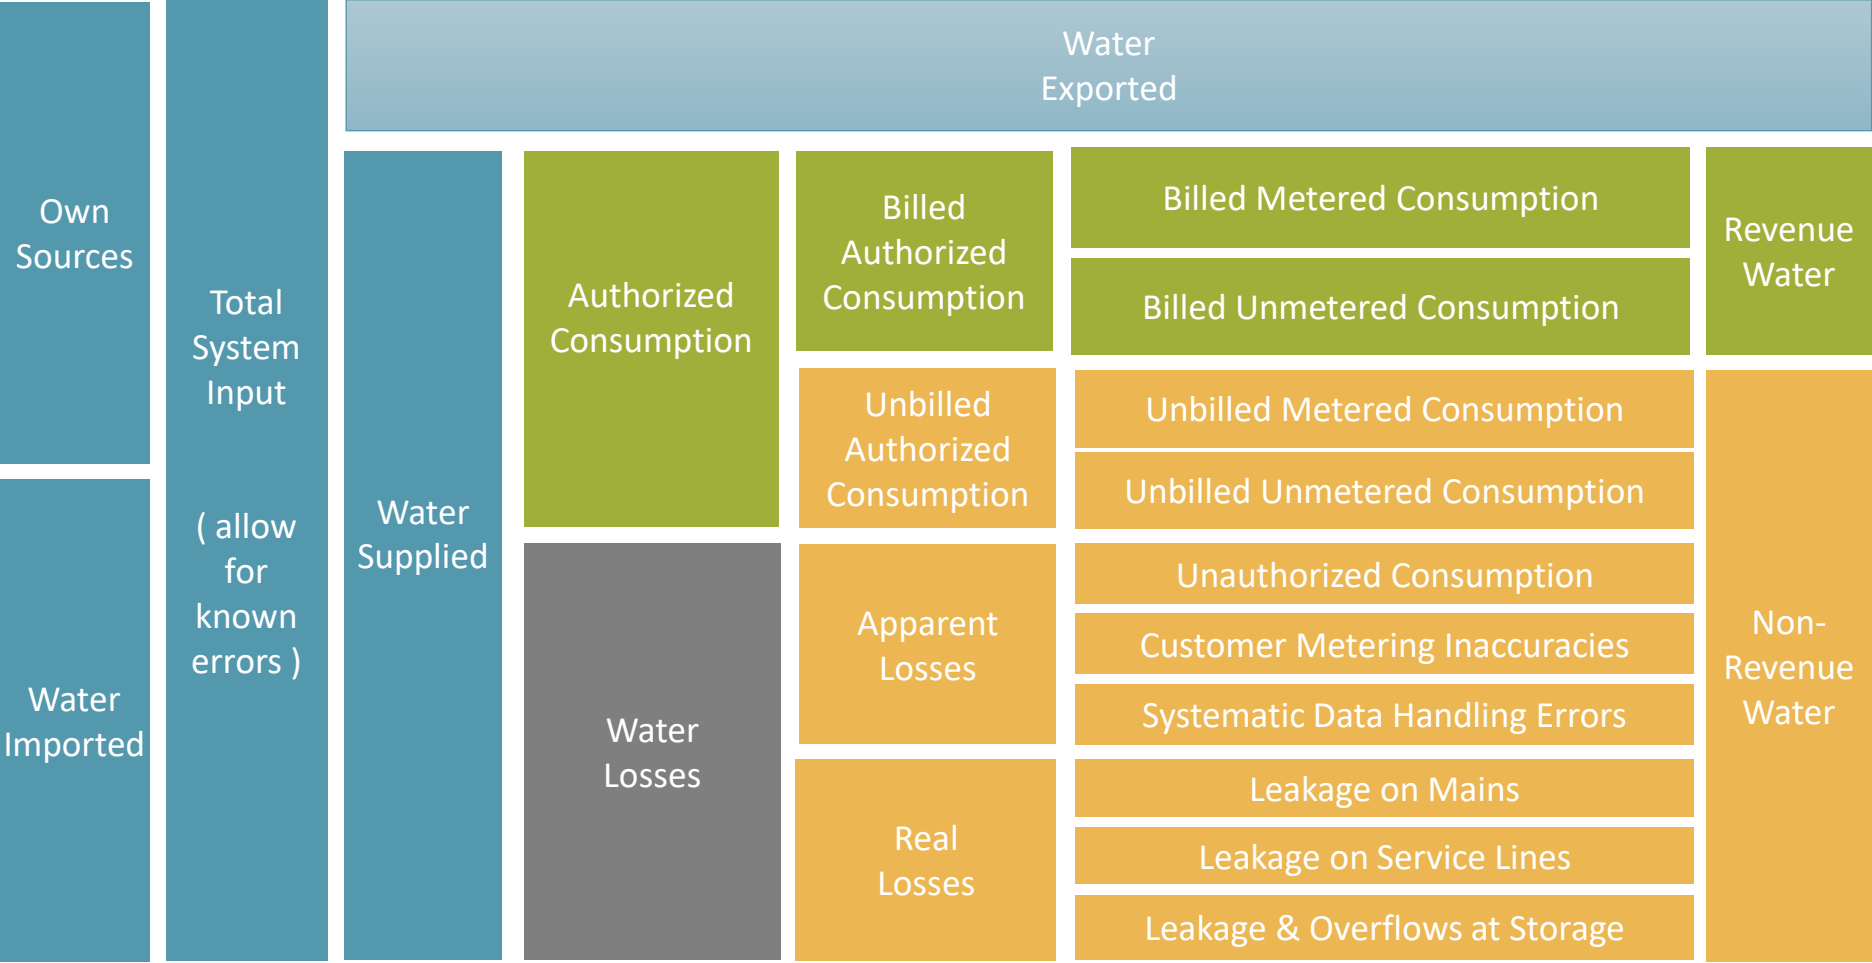 Own
Sources
Water
Imported
Total
System
Input
( allow
for
known
errors )
Water
Exported
Water
Supplied
Authorized
Consumption
Water
Losses
Billed
Authorized
Consumption
Unbilled
Authorized
Consumption
Apparent
Losses
Real
Losses
Billed Metered Consumption
Billed Unmetered Consumption
Unbilled Metered Consumption
Unbilled Unmetered Consumption
Unauthorized Consumption
Customer Metering Inaccuracies
Systematic Data Handling Errors
Leakage on Mains
Leakage on Service Lines
Leakage & Overflows at Storage
Revenue
Water
Non-
Revenue
Water